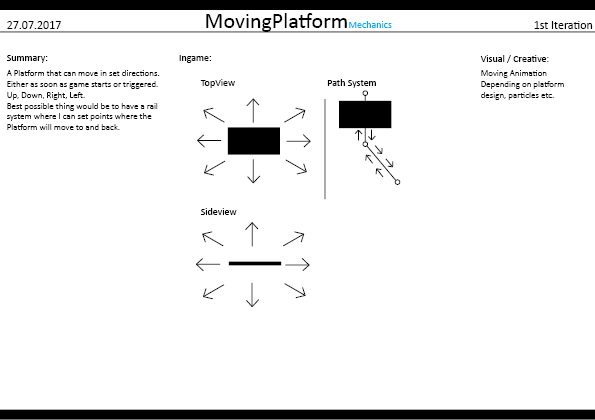 27.07.2017
MovingPlatform Mechanics
1st Iteration
Summary:
A Platform that can move in set directions.
Either as soon as game starts or triggered.
Up, Down, Right, Left.
Best possible thing would be to have a rail
system where I can set points where the
Platform will move to and back.
Ingame:
TopView
Path System
Sideview
Visual / Creative:
Moving Animation
Depending on platform
design, particles etc.